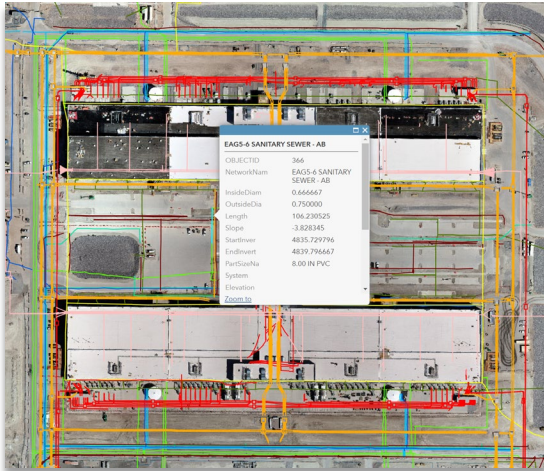 EAG5-6 SANITARY SEWER - AB
OBJECTID 366
NetworkNam EAG5-6 SANITARY
SEWER - AB
InsideDiam 0.666667
OutsideDia 0.750000
Length 106.230525
Slope -3.828345
StartInver 4835.729796
EndInvert 4839.796667
PartSizeNa 8.00 IN PVC
System
Elevation
Zoom to